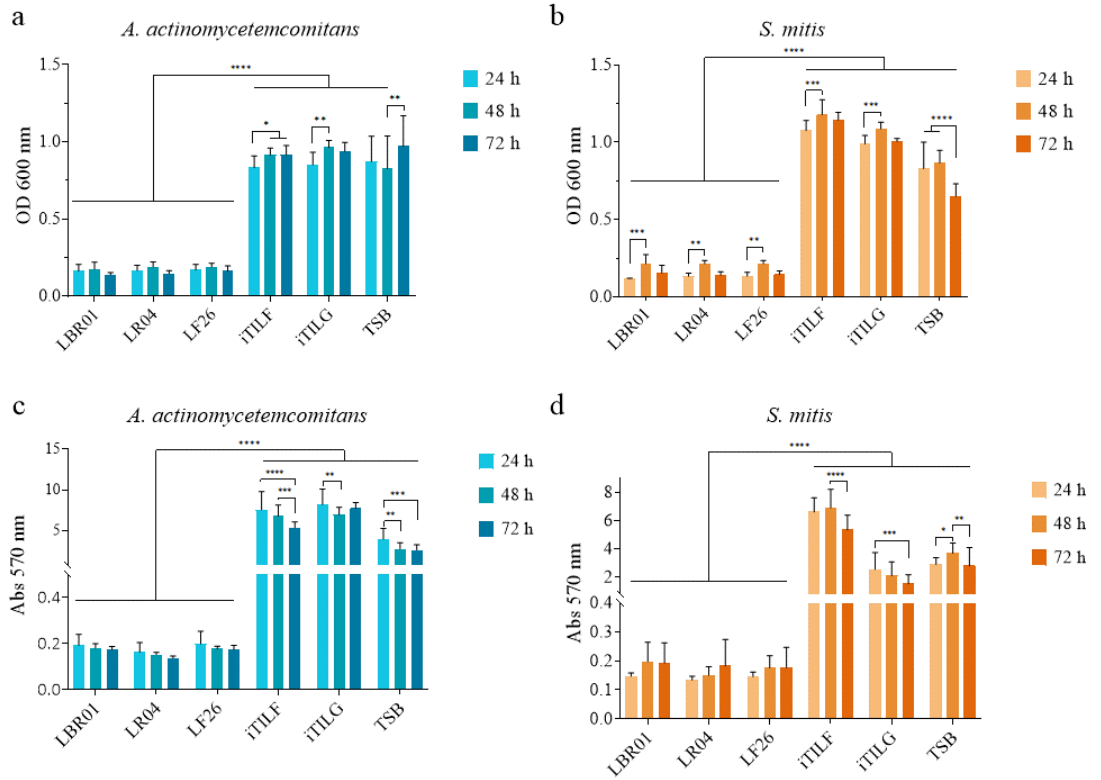 a
A. actinomycetemcomitans
OD 600 nm
1.5
1.0
0.5
0.0
****
*
**
**
LBR01
LR04
LF26
iTILF
iTILG
TSB
24 h
48 h
72 h
b
S. mitis
OD 600 nm
1.5
1.0
0.5
0.0
****
***
***
****
***
**
**
LBR01
LR04
LF26
iTILF
iTILG
TSB
24 h
48 h
72 h
c
A. actinomycetemcomitans
Abs 570 nm
15
10
5
0.4
0.2
0.0
****
****
***
**
***
**
LBR01
LR04
LF26
iTILF
iTILG
TSB
24 h
48 h
72 h
d
S. mitis
Abs 570 nm
8
6
4
2
0.4
0.3
0.2
0.1
0.0
****
****
***
*
**
LBR01
LR04
LF26
iTILF
iTILG
TSB
24 h
48 h
72 h